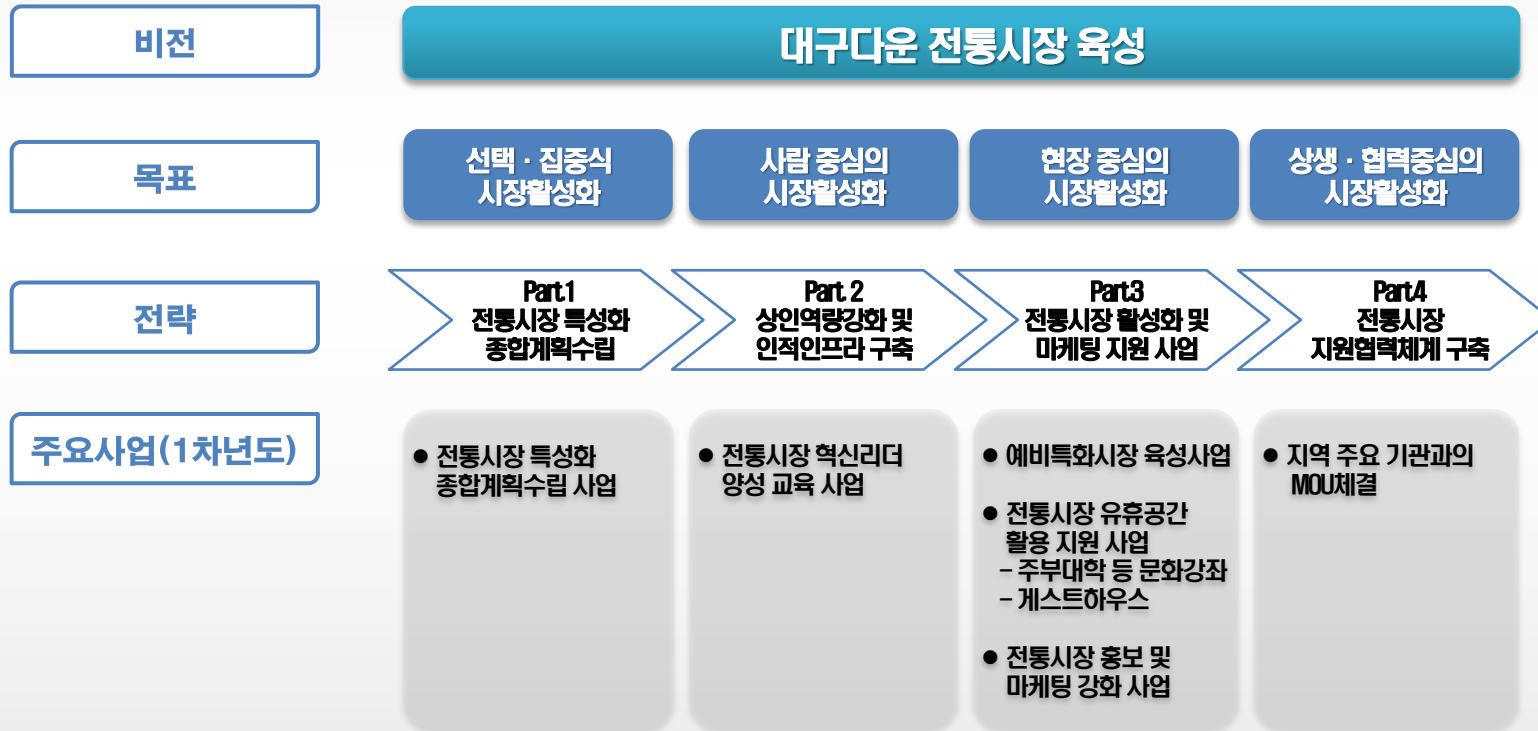 비전
대구다운 전통시장 육성
목표
선택 · 집중식
시장활성화
사람 중심의
시장활성화
현장 중심의
시장활성화
상생 · 협력중심의
시장활성화
전략
Part.1
전통시장 특성화
종합계획수립
Part. 2
상인역량강화 및
인적인프라 구축
Part.3
전통시장 활성화 및
마케팅 지원 사업
Part.4
전통시장
지원협력체계 구축
주요사업(1차년도)
● 전통시장 특성화
종합계획수립 사업
● 전통시장 혁신리더
양성 교육 사업
● 예비특화시장 육성사업
● 전통시장 유휴공간
활용 지원 사업
- 주부대학 등 문화강좌
- 게스트하우스
● 전통시장 홍보 및
마케팅 강화 사업
● 지역 주요 기관과의
MOU체결